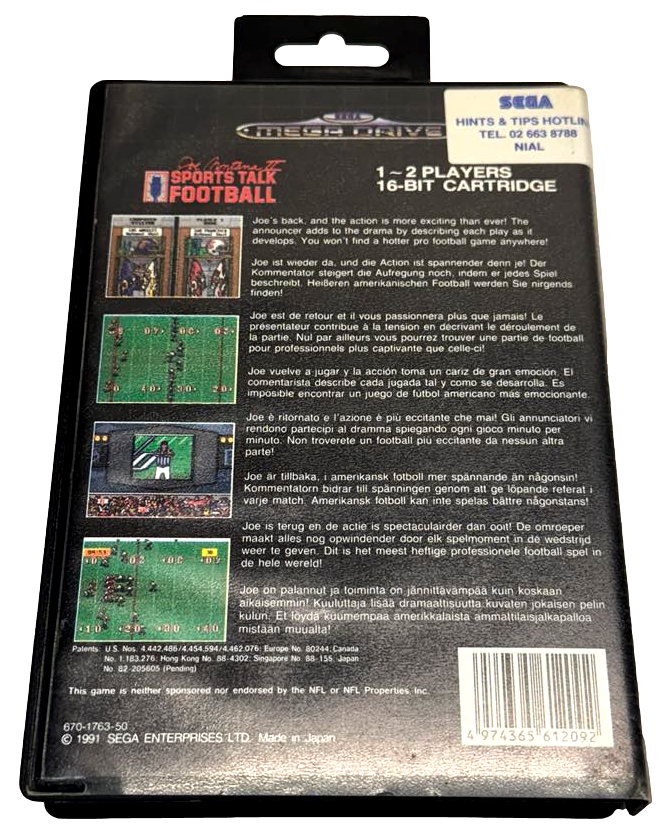 SEGA
MEGA DRIVE
SEGA
HINTS & TIPS HOTLIN
TEL. 02 663 8788
NIAL
Joe Montana II
SPORTS TALK
FOOTBALL
1~2 PLAYERS
16-BIT CARTRIDGE
Joe's back, and the action is more exciting than ever! The
announcer adds to the drama by describing each play as it
develops. You won't find a hotter pro football game anywhere!
Joe ist wieder da, und die Action ist spannender denn je! Der
Kommentator steigert die Aufregung noch, indem er jedes Spiel
beschreibt. Heißeren amerikanischen Football werden Sie nirgends
finden!
Joe est de retour et il vous passionnera plus que jamais! Le
présentateur contribue à la tension en décrivant le déroulement de
la partie. Nul par ailleurs vous pourrez trouver une partie de football
pour professionnels plus captivante que celle-ci!
Joe vuelve a jugar y la acción toma un cariz de gran emoción. El
comentarista describe cada jugada tal y como se desarrolla. Es
imposible encontrar un juego de fútbol americano más emocionante.
Joe è ritornato e l'azione è più eccitante che mai! Gli annunciatori vi
rendono partecipi al dramma spiegando ogni gioco minuto per
minuto. Non troverete un football più eccitante da nessun altra
parte!
Joe är tillbaka, i amerikansk fotboll mer spännande än någonsin!
Kommentatorn bidrar till spänningen genom att ge löpande referat i
varje match. Amerikansk fotboll kan inte spelas bättre någonstans!
Joe is terug en de actie is spectaculairder dan ooit! De omroeper
maakt alles nog opwindender door elk spelmoment in de wedstrijd
weer te geven. Dit is het meest heftige professionele football spel in
de hele wereld!
Joe on palannut ja toiminta on jännittävämpää kuin koskaan
aikaisemmin! Kuuluttaja lisää dramaattisuutta kuvaten jokaisen pelin
kulun. Et löydä kuumempaa amerikkalaista ammattilaisjalkapalloa
mistään muualta!
Patents: U.S. Nos. 4,442,486/4,454,594/4,462,076; Europe No. 80244; Canada
No. 1,183,276; Hong Kong No. 88-4302; Singapore No. 88-155; Japan
No. 82-205605 (Pending)
This game is neither sponsored nor endorsed by the NFL or NFL Properties Inc.
670-1763-50
© 1991 SEGA ENTERPRISES LTD. Made in Japan
4 974365 612092